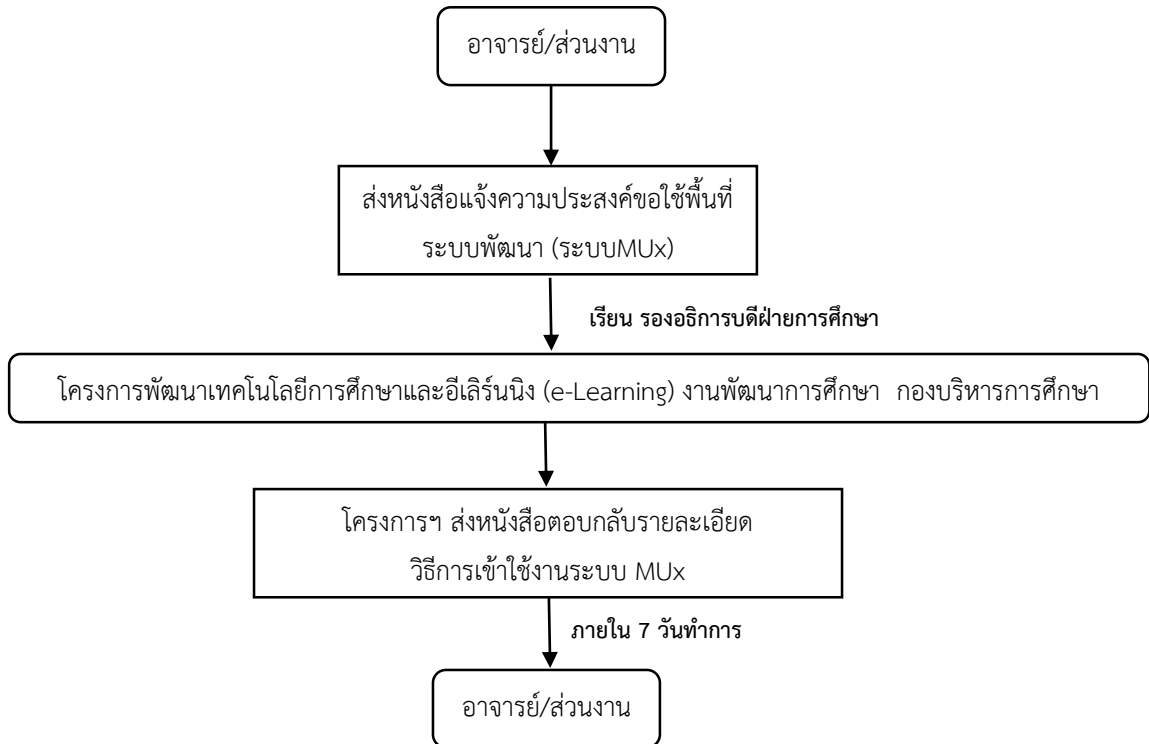 อาจารย์/ส่วนงาน
ส่งหนังสือแจ้งความประสงค์ขอใช้พื้นที่
ระบบพัฒนา (ระบบMUx)
เรียน รองอธิการบดีฝ่ายการศึกษา
โครงการพัฒนาเทคโนโลยีการศึกษาและอีเลิร์นนิง (e-Learning) งานพัฒนาการศึกษา กองบริหารการศึกษา
โครงการฯ ส่งหนังสือตอบกลับรายละเอียด
วิธีการเข้าใช้งานระบบ MUx
ภายใน 7 วันทำการ
อาจารย์/ส่วนงาน